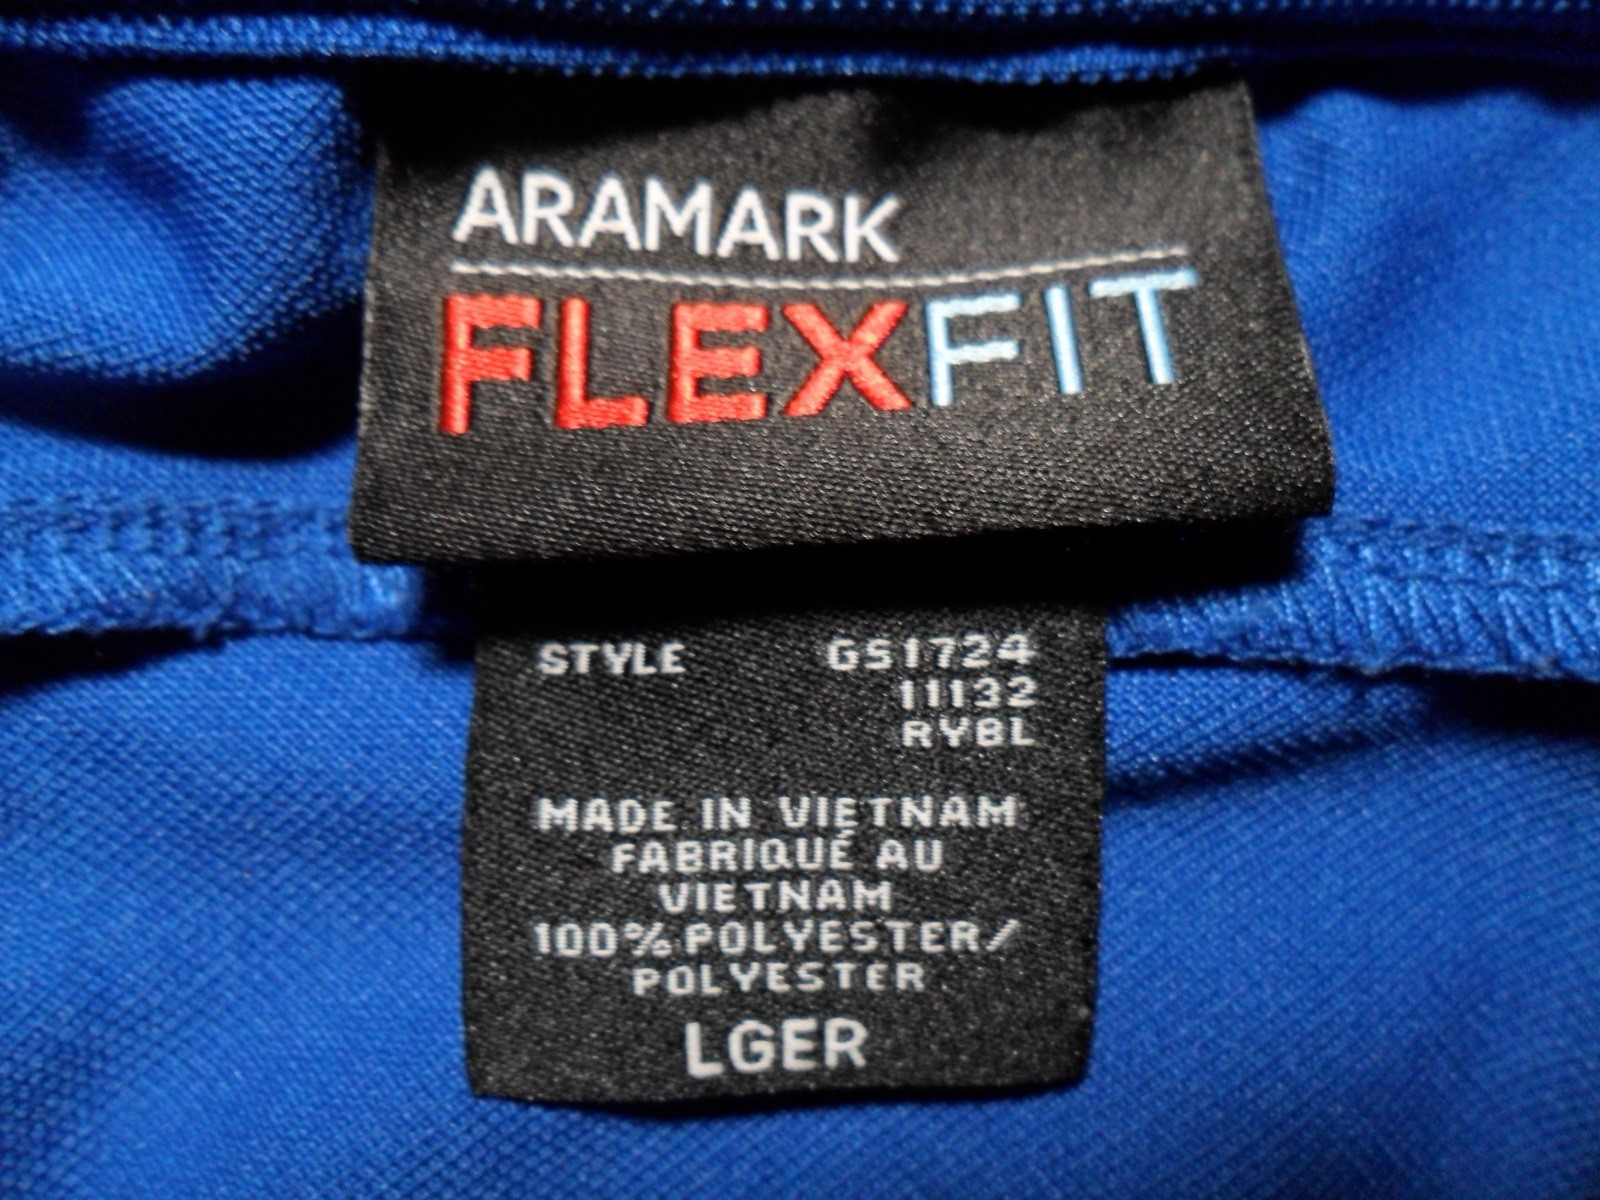 ARAMARK
FLEXFIT
STYLE GS1724
11132
RYBL
MADE IN VIETNAM
FABRIQUÉ AU
VIETNAM
100% POLYESTER/
POLYESTER
LGER